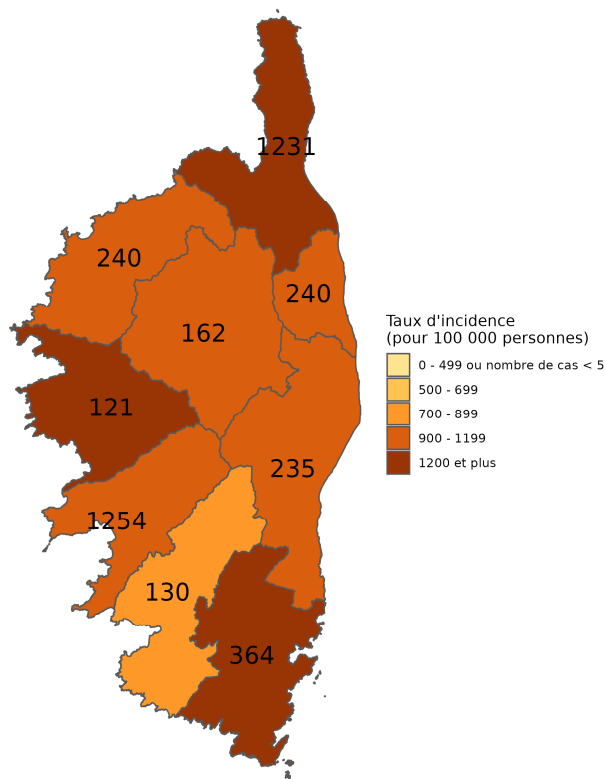 1231
240
240
162
121
235
1254
130
364
Taux d'incidence
(pour 100 000 personnes)
0 - 499 ou nombre de cas < 5
500 - 699
700 - 899
900 - 1199
1200 et plus